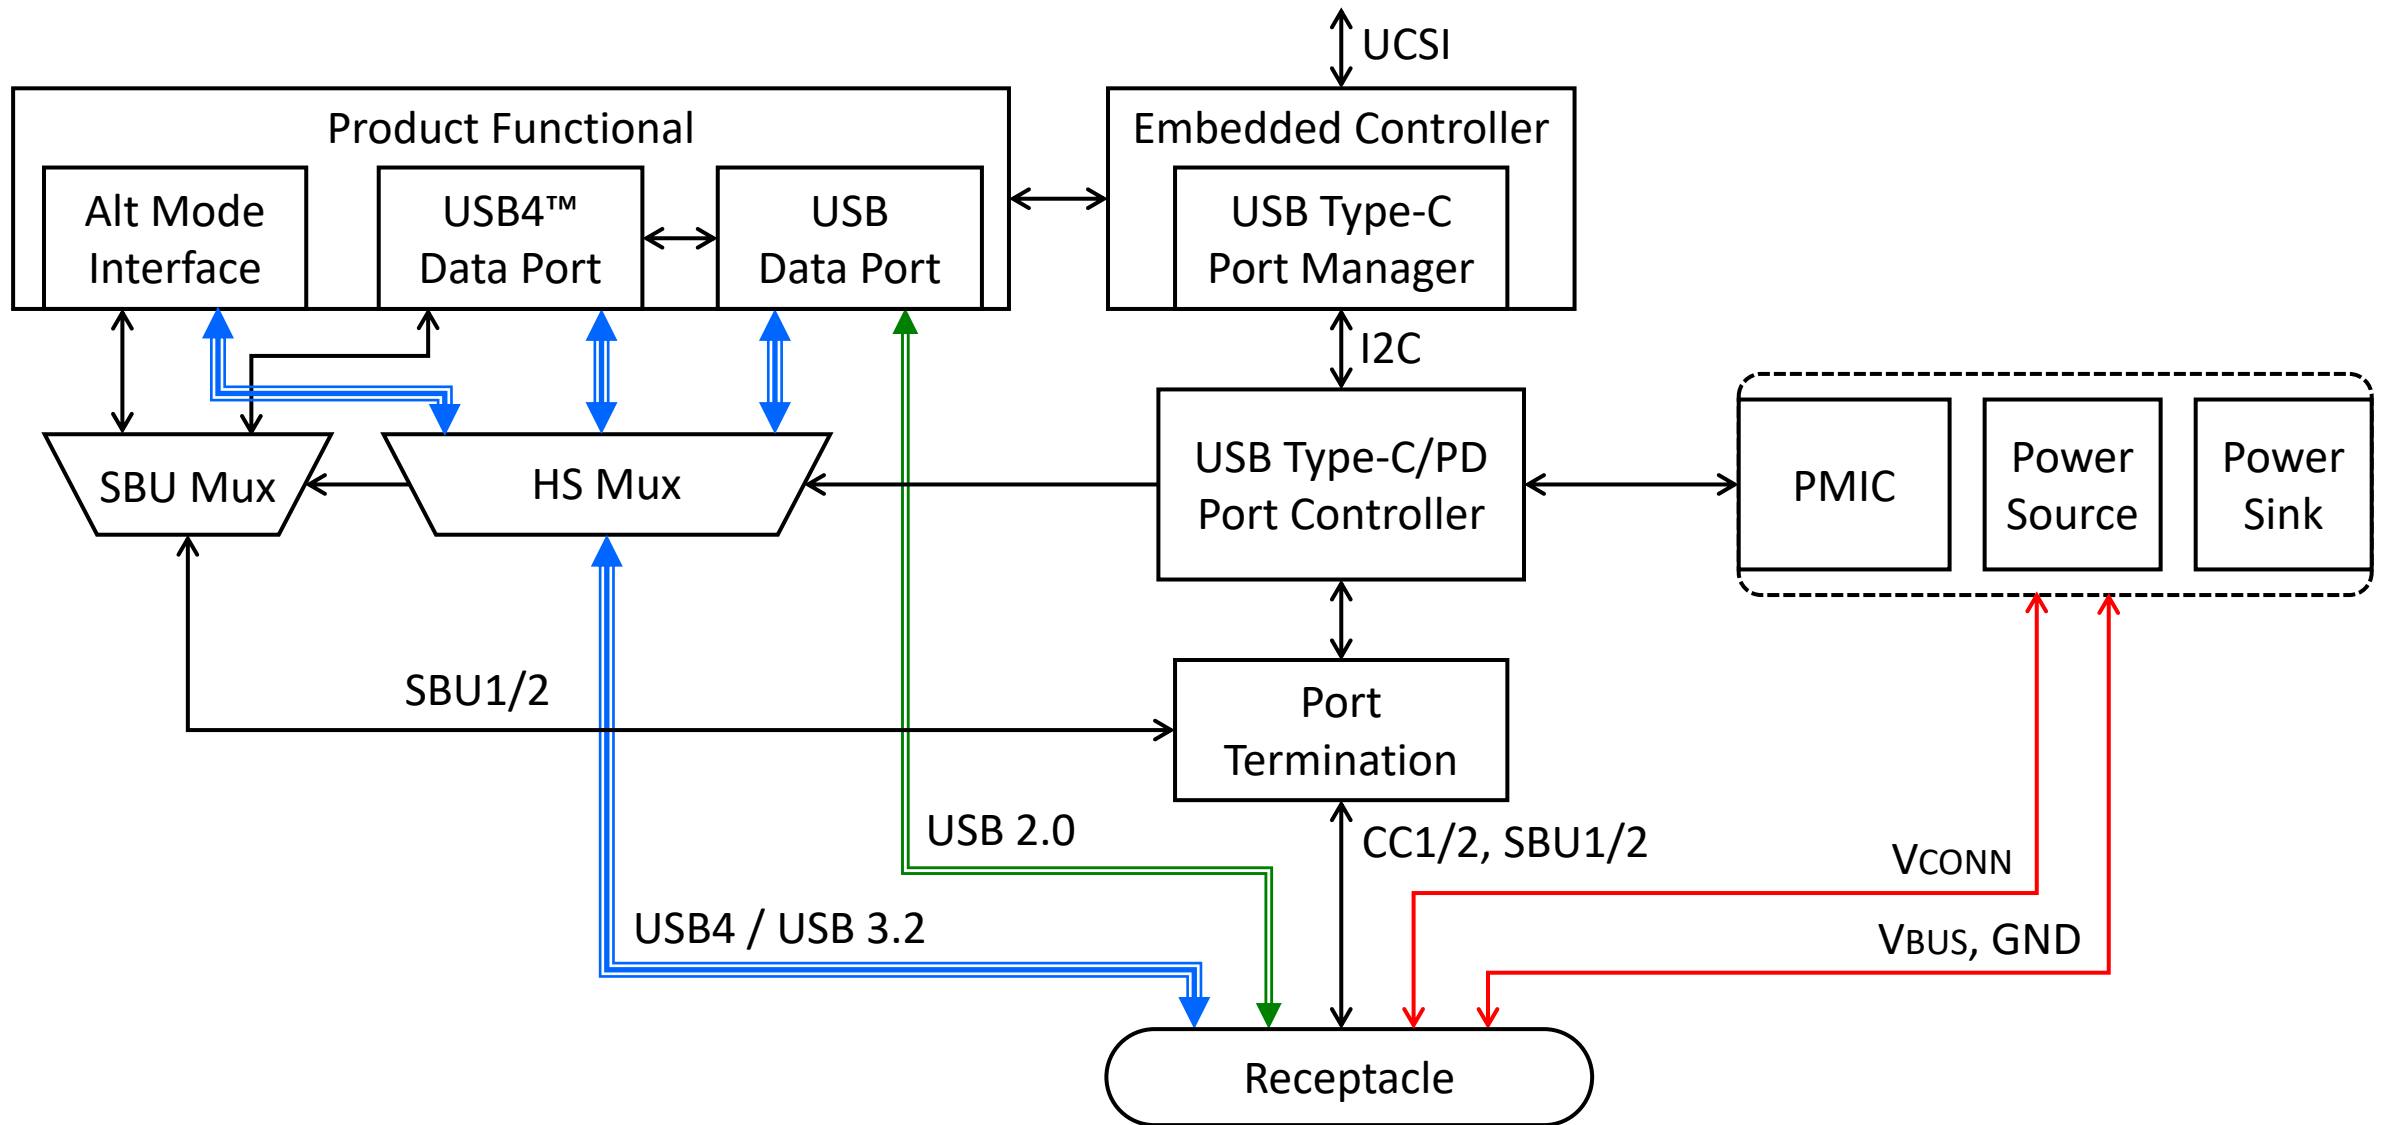 UCSI
Product Functional
Embedded Controller
Alt Mode
Interface
USB4™
Data Port
USB
Data Port
USB Type-C
Port Manager
I2C
SBU Mux
HS Mux
USB Type-C/PD
Port Controller
PMIC
Power
Source
Power
Sink
SBU1/2
Port
Termination
USB 2.0
CC1/2, SBU1/2
VCONN
USB4 / USB 3.2
VBUS, GND
Receptacle